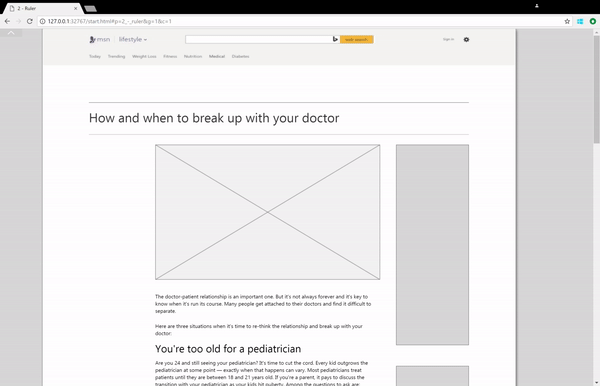 2 - Ruler
127.0.0.1:32767/start.html#p=2_-_ruler&g=1&c=1
msn lifestyle
web search
Sign in
Today Trending Weight Loss Fitness Nutrition Medical Diabetes
How and when to break up with your doctor
The doctor-patient relationship is an important one. But it's not always forever and it's key to
know when it's run its course. Many people get attached to their doctors and find it difficult to
separate.
Here are three situations when it's time to re-think the relationship and break up with your
doctor:
You're too old for a pediatrician
Are you 24 and still seeing your pediatrician? It's time to cut the cord. Every kid outgrows the
pediatrician at some point — exactly when that happens can vary. Most pediatricians treat
patients until they are between 18 and 21 years old. If you're a parent, it pays to discuss the
transition with your pediatrician as your kids hit puberty. Among the questions to ask are: